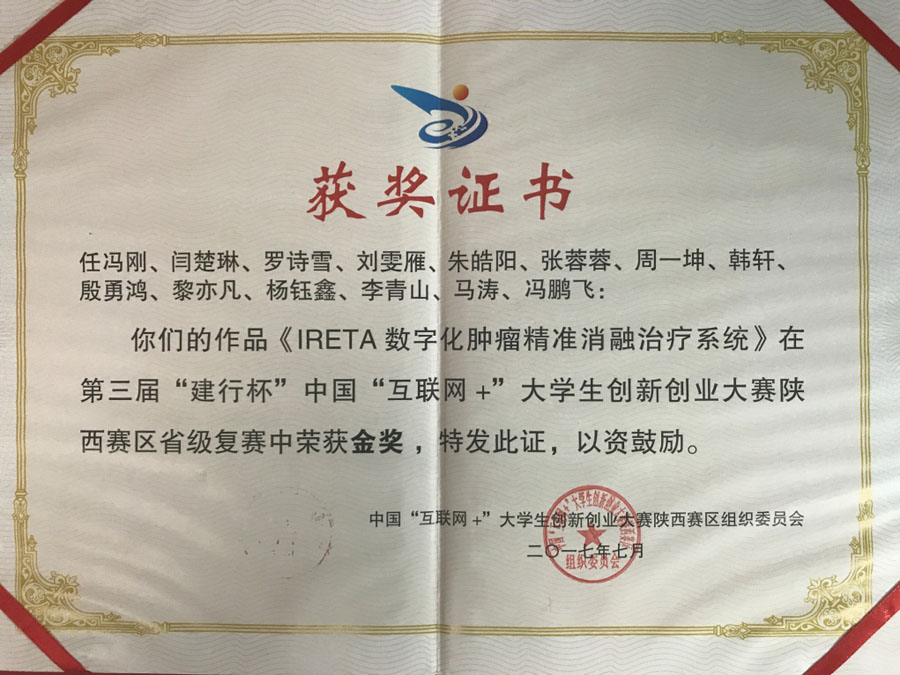 获奖证书
任冯刚、闫楚琳、罗诗雪、刘雯雁、朱皓阳、张蓉蓉、周一坤、韩轩、
殷勇鸿、黎亦凡、杨钰鑫、李青山、马涛、冯鹏飞：
你们的作品《IRETA 数字化肿瘤精准消融治疗系统》在
第三届“建行杯”中国“互联网+”大学生创新创业大赛陕
西赛区省级复赛中荣获金奖，特发此证，以资鼓励。
中国“互联网+”大学生创新创业大赛陕西赛区组织委员会
二〇一七年七月
组织委员会